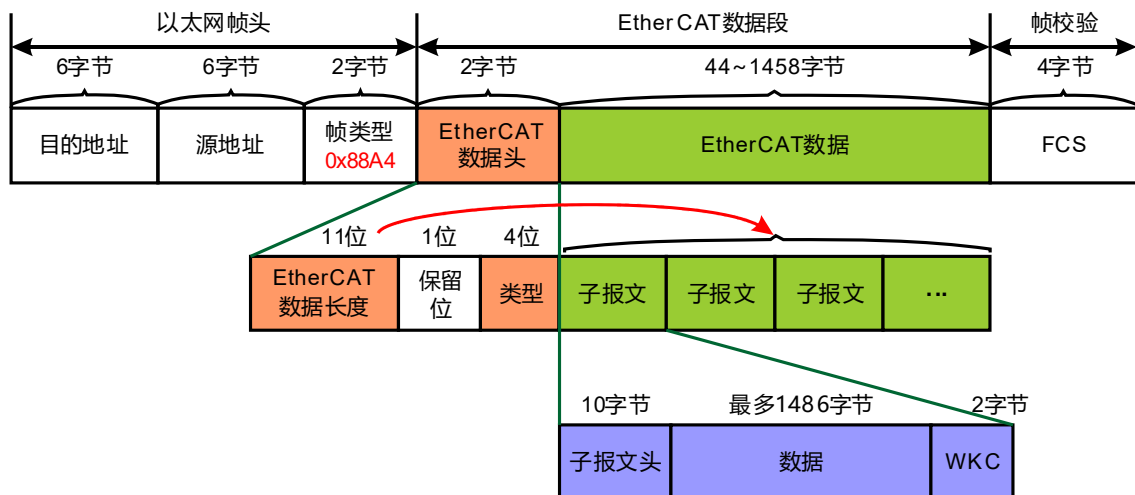 以太网帧头
EtherCAT数据段
帧校验
6字节
6字节
2字节
2字节
44~1458字节
4字节
目的地址
源地址
帧类型
0x88A4
EtherCAT
数据头
EtherCAT数据
FCS
11位
1位
4位
EtherCAT
数据长度
保留
位
类型
子报文
子报文
子报文
...
10字节
最多1486字节
2字节
子报文头
数据
WKC